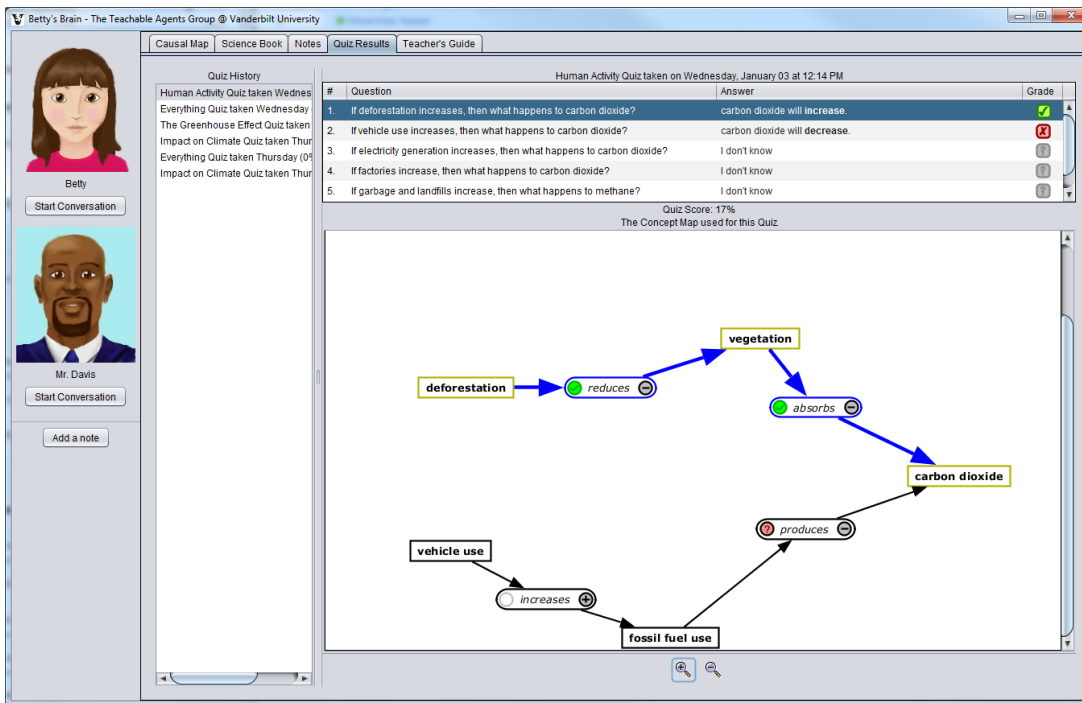 Betty's Brain - The Teachable Agents Group @ Vanderbilt University
Causal Map Science Book Notes Quiz Results Teacher's Guide
Betty
Start Conversation
Mr. Davis
Start Conversation
Add a note
Quiz History
Human Activity Quiz taken Wednes
Everything Quiz taken Wednesday
The Greenhouse Effect Quiz taken
Impact on Climate Quiz taken Thur
Everything Quiz taken Thursday (0%
Impact on Climate Quiz taken Thur
Human Activity Quiz taken on Wednesday, January 03 at 12:14 PM
# Question Answer Grade
1. If deforestation increases, then what happens to carbon dioxide? carbon dioxide will increase.
2. If vehicle use increases, then what happens to carbon dioxide? carbon dioxide will decrease.
3. If electricity generation increases, then what happens to carbon dioxide? I don't know
4. If factories increase, then what happens to carbon dioxide? I don't know
5. If garbage and landfills increase, then what happens to methane? I don't know
Quiz Score: 17%
The Concept Map used for this Quiz
vegetation
deforestation
reduces
absorbs
carbon dioxide
produces
vehicle use
increases
fossil fuel use